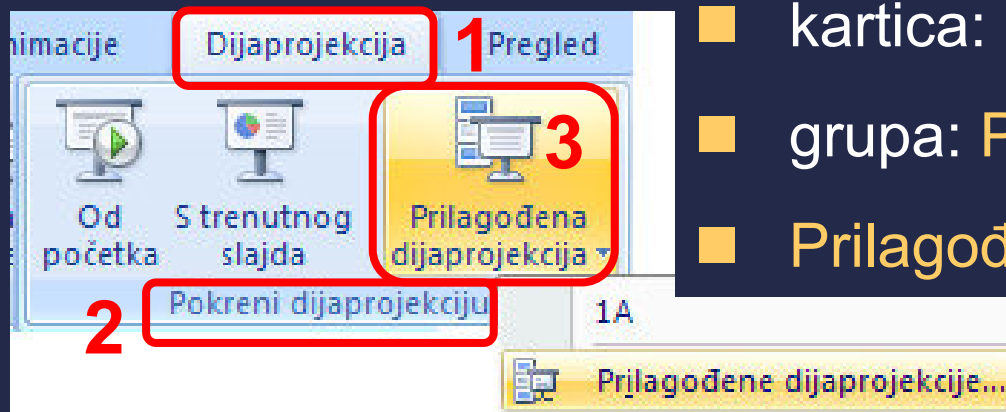 nimacije Dijaprojekcija 1 Pregled
3
Od početka
S trenutnog slajda
Prilagođena dijaprojekcija
2 Pokreni dijaprojekciju
1A
Prilagođene dijaprojekcije...
kartica:
grupa: P
Prilagođ